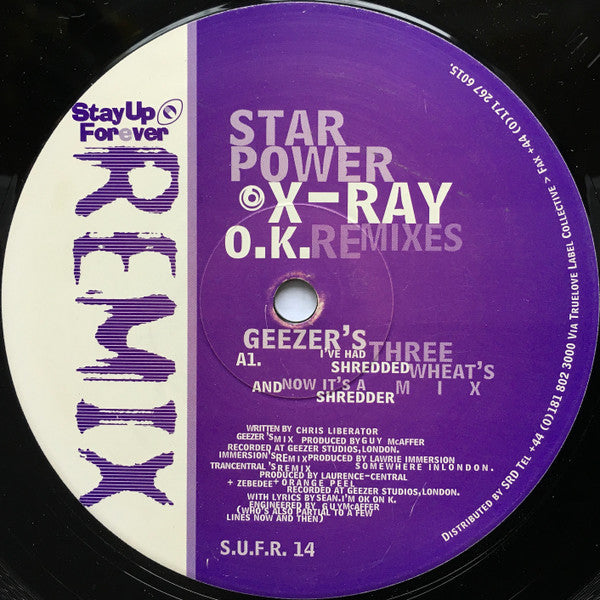 Stay Up
Forever
REMIX
STAR
POWER
X-RAY
O.K.REMIXES
GEEZER'S
A1. I'VE HAD THREE
SHREDDED WHEAT'S
AND NOW IT'S A MIX
SHREDDER
WRITTEN BY CHRIS LIBERATOR
GEEZER'S MIX PRODUCED BY GUY McAFFER
RECORDED AT GEEZER STUDIOS, LONDON.
IMMERSION'S REMIX PRODUCED BY LAWRIE IMMERSION
SOMEWHERE IN LONDON.
TRANCENTRAL'S REMIX
PRODUCED BY LAURENCE-CENTRAL
+ ZEBEDEE + ORANGE PEEL
RECORDED AT GEEZER STUDIOS, LONDON.
WITH LYRICS BY SEAN.I'M OK ON K.
ENGINEERED BY GUY McAFFER
(WHO'S ALSO PARTIAL TO A FEW
LINES NOW AND THEN)
S.U.F.R. 14
DISTRIBUTED BY SRD TEL +44 (0)181 802 3000 VIA TRUELOVE LABEL COLLECTIVE > FAX +44 (0)171 267 6015.